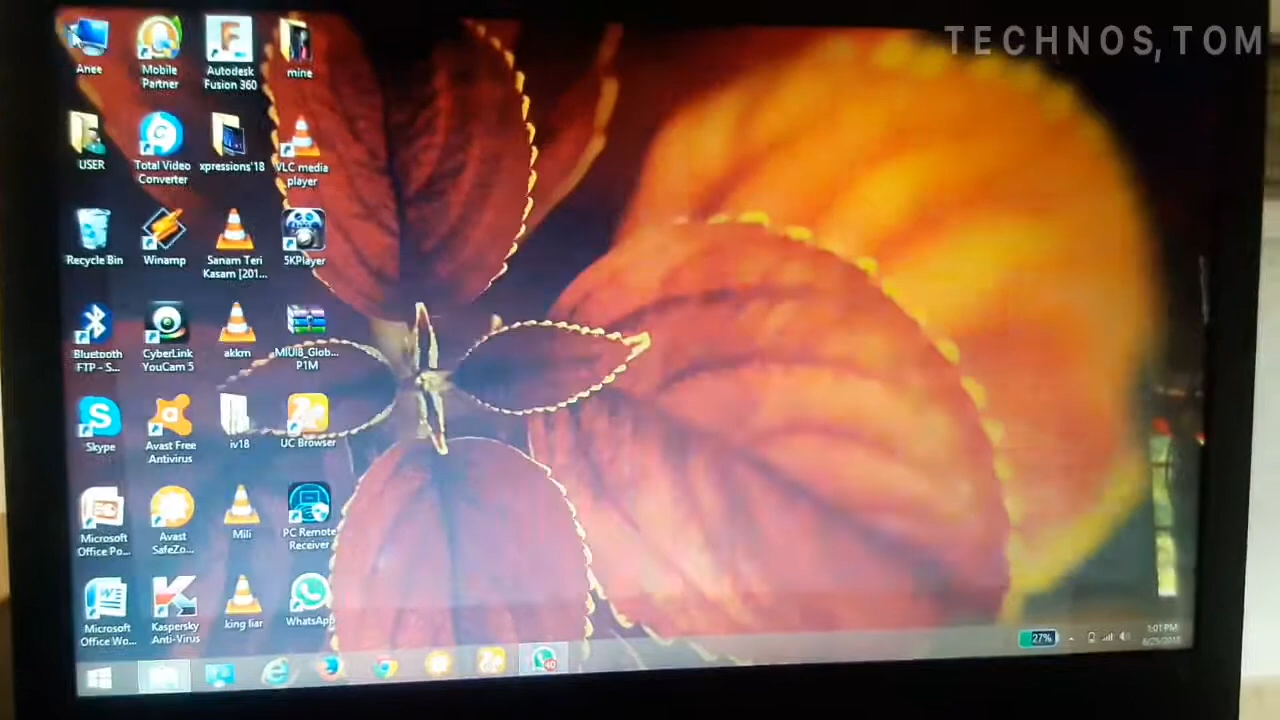 TECHNOS,TOM
Anee
Mobile
Partner
Autodesk
Fusion 360
mine
USER
Total Video
Converter
xpressions'18
VLC media
player
Recycle Bin
Winamp
Sanam Teri
Kasam [201...
5KPlayer
Bluetooth
FTP - S...
CyberLink
YouCam 5
akkm
MIUI8_Glob...
P1M
Skype
Avast Free
Antivirus
iv18
UC Browser
Microsoft
Office Po...
Avast
SafeZo...
Mili
PC Remote
Receiver
Microsoft
Office Wo...
Kaspersky
Anti-Virus
king liar
WhatsApp
27%
1:01 PM
40